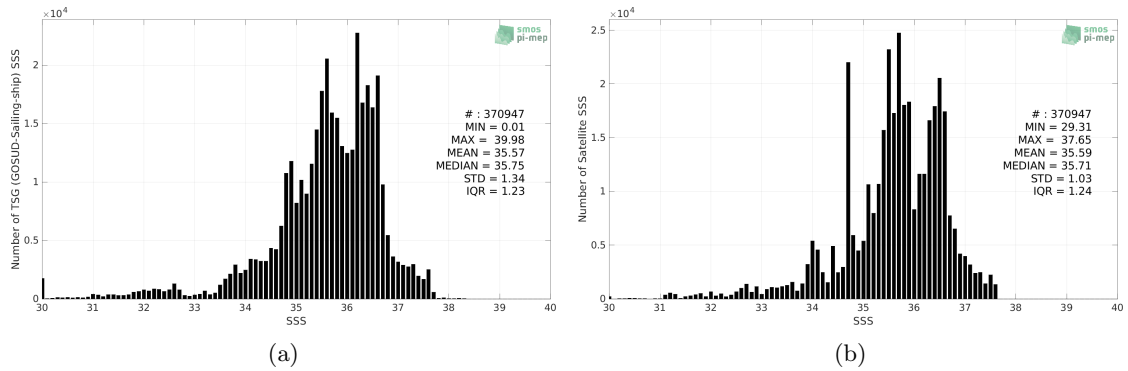 ×10⁴
smos
pi-mep
Number of TSG (GOSUD-Sailing-ship) SSS
2
1.5
1
0.5
0
# : 370947
MIN = 0.01
MAX = 39.98
MEAN = 35.57
MEDIAN = 35.75
STD = 1.34
IQR = 1.23
30 31 32 33 34 35 36 37 38 39 40
SSS
(a)
×10⁴
smos
pi-mep
Number of Satellite SSS
2.5
2
1.5
1
0.5
0
# : 370947
MIN = 29.31
MAX = 37.65
MEAN = 35.59
MEDIAN = 35.71
STD = 1.03
IQR = 1.24
30 31 32 33 34 35 36 37 38 39 40
SSS
(b)